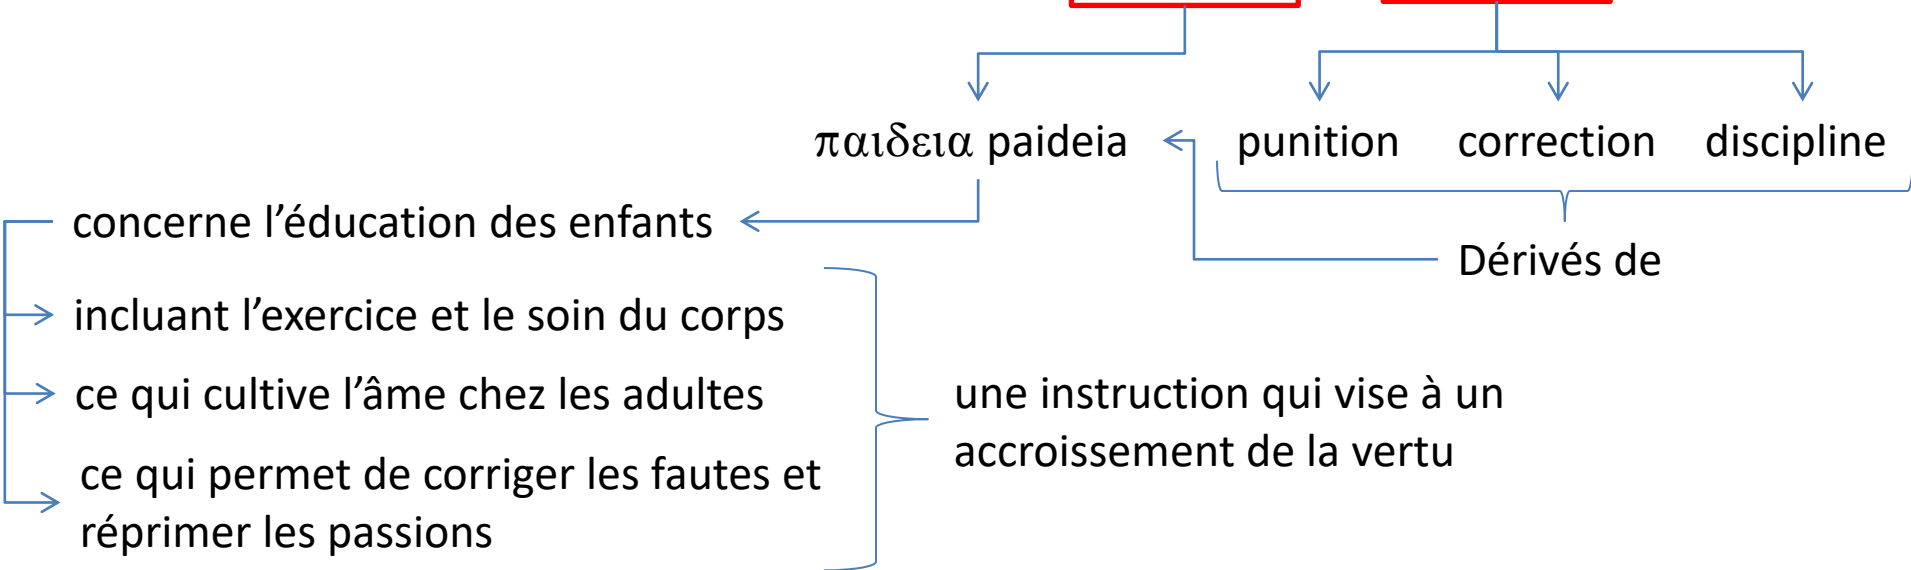 παιδεια paideia
punition correction discipline
concerne l’éducation des enfants
Dérivés de
incluant l’exercice et le soin du corps
ce qui cultive l’âme chez les adultes
ce qui permet de corriger les fautes et
réprimer les passions
une instruction qui vise à un
accroissement de la vertu